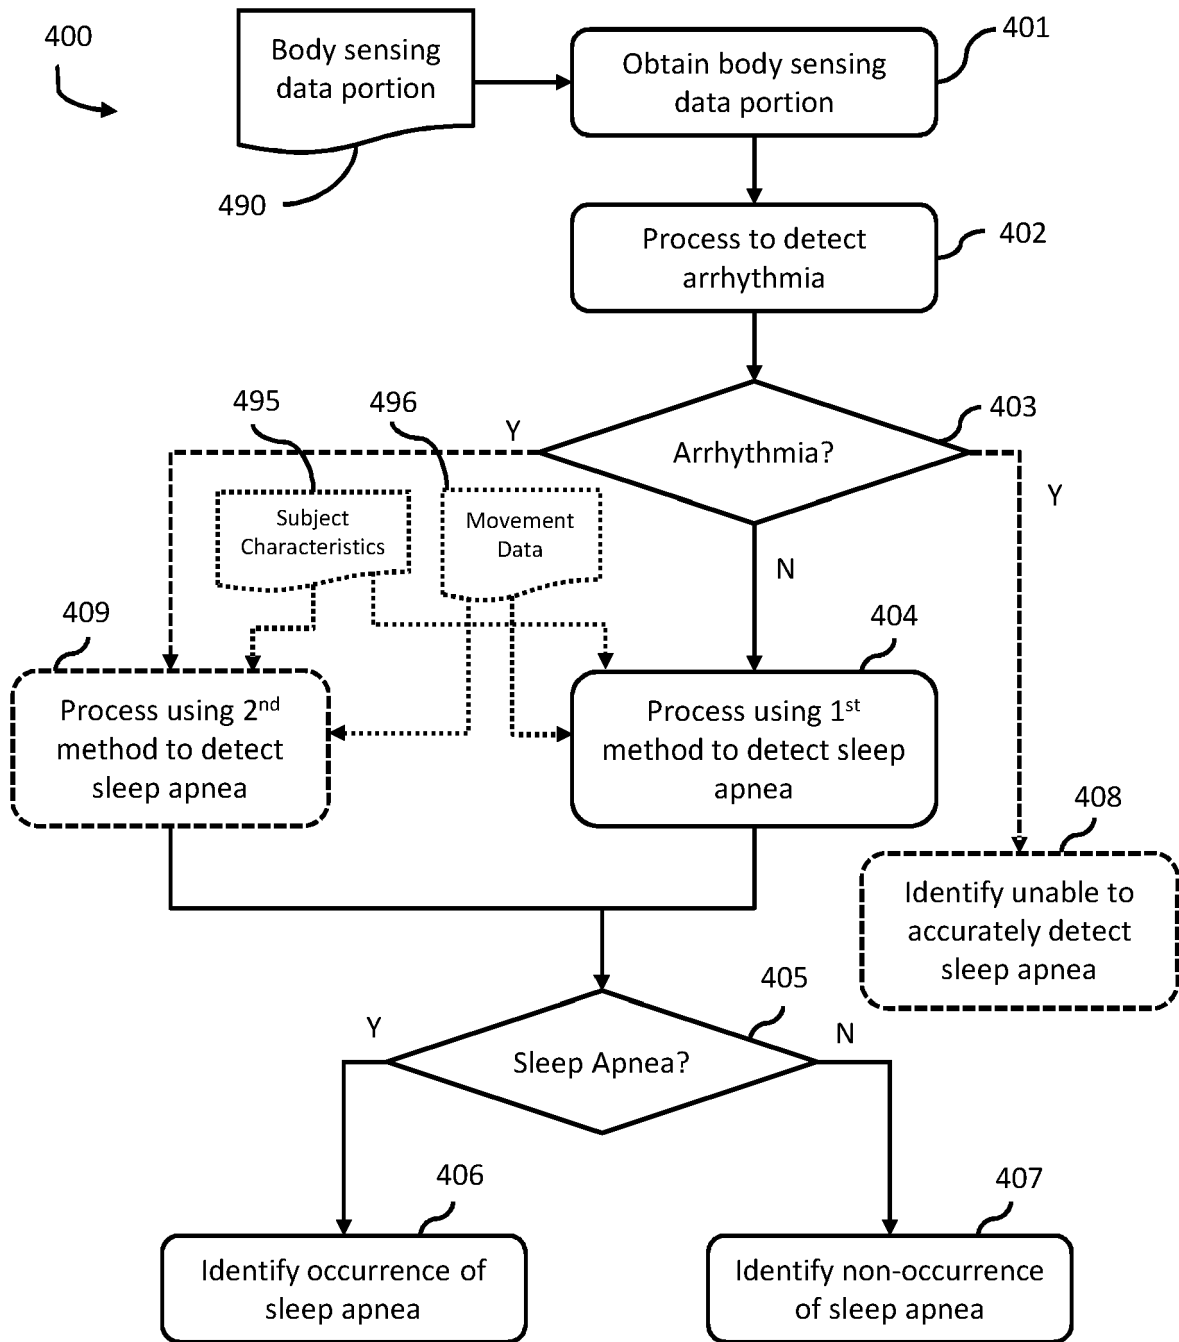 400
Body sensing
data portion
490
401
Obtain body sensing
data portion
402
Process to detect
arrhythmia
403
Arrhythmia?
Y
Y
N
495
Subject
Characteristics
496
Movement
Data
409
Process using 2nd
method to detect
sleep apnea
404
Process using 1st
method to detect sleep
apnea
408
Identify unable to
accurately detect
sleep apnea
405
Sleep Apnea?
Y
N
406
Identify occurrence of
sleep apnea
407
Identify non-occurrence
of sleep apnea